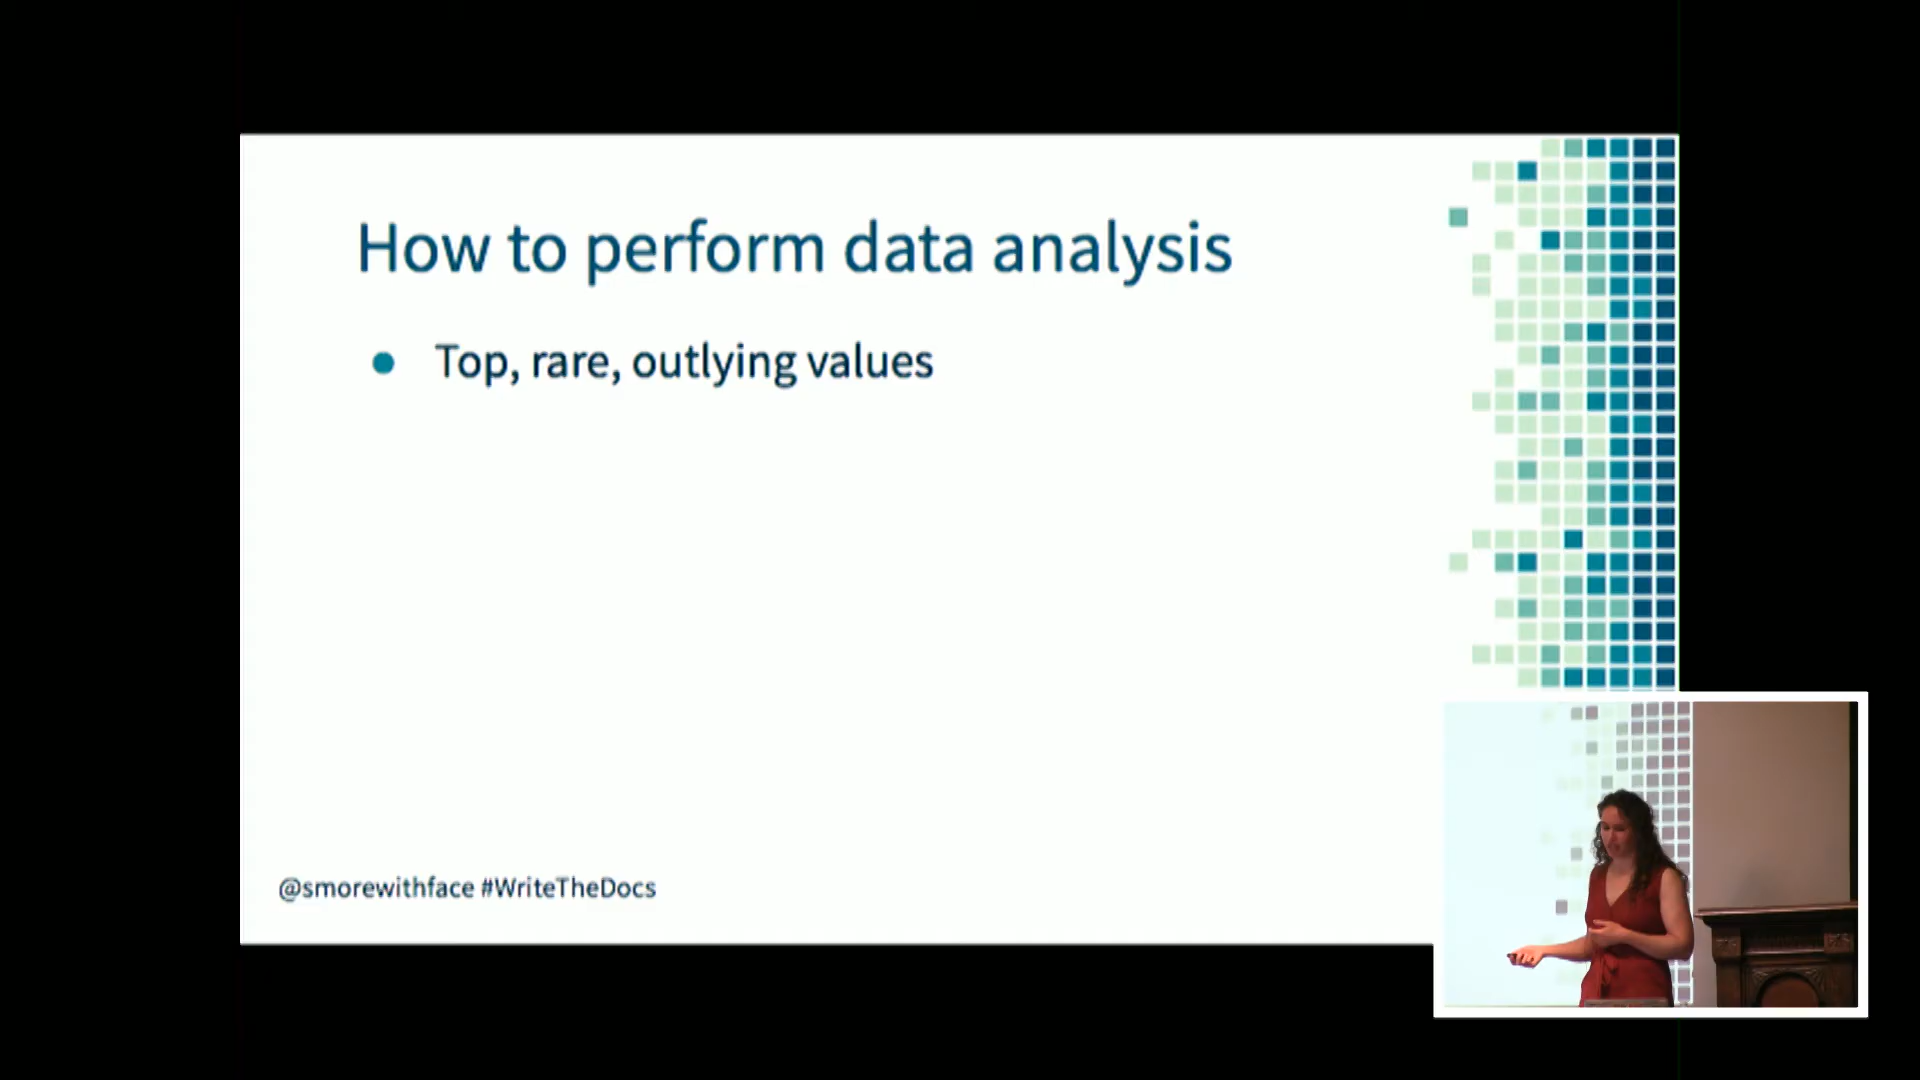 How to perform data analysis
Top, rare, outlying values
@smorewithface #WriteTheDocs